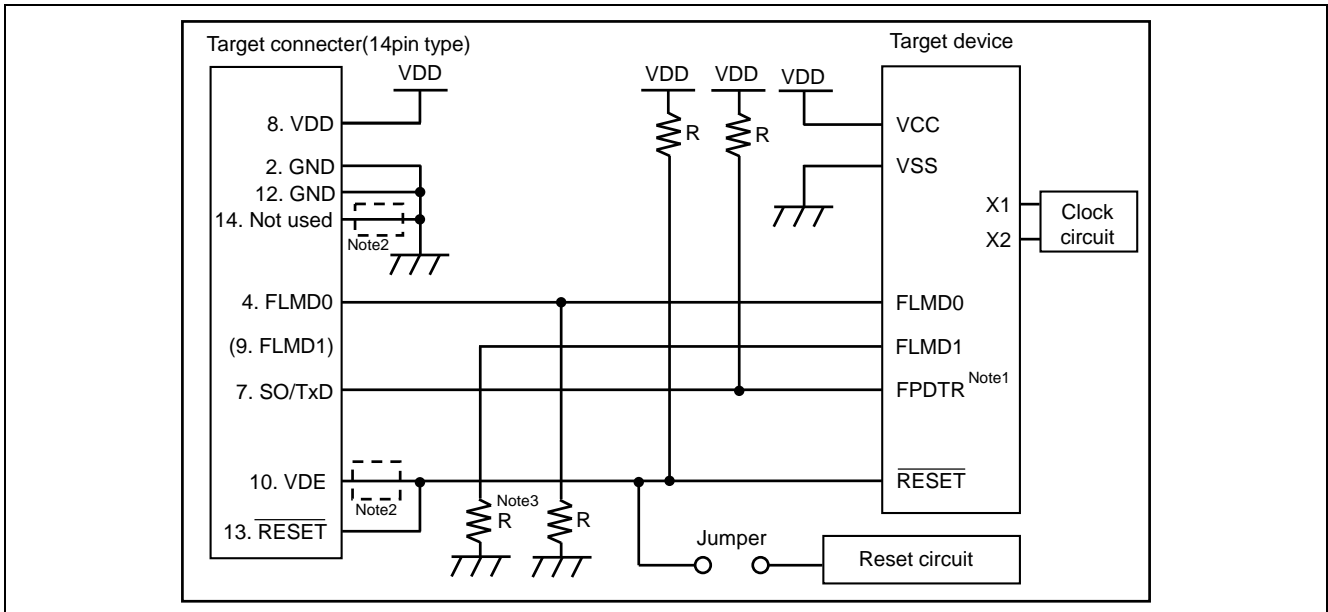 Target connecter(14pin type)
Target device
VDD
VDD
VDD
VDD
8. VDD
R
R
VCC
2. GND
VSS
12. GND
14. Not used
Note2
X1
X2
Clock
circuit
4. FLMD0
FLMD0
(9. FLMD1)
FLMD1
7. SO/TxD
FPDTR Note1
10. VDE
Note2
RESET
13. RESET
Note3
R
R
Jumper
Reset circuit